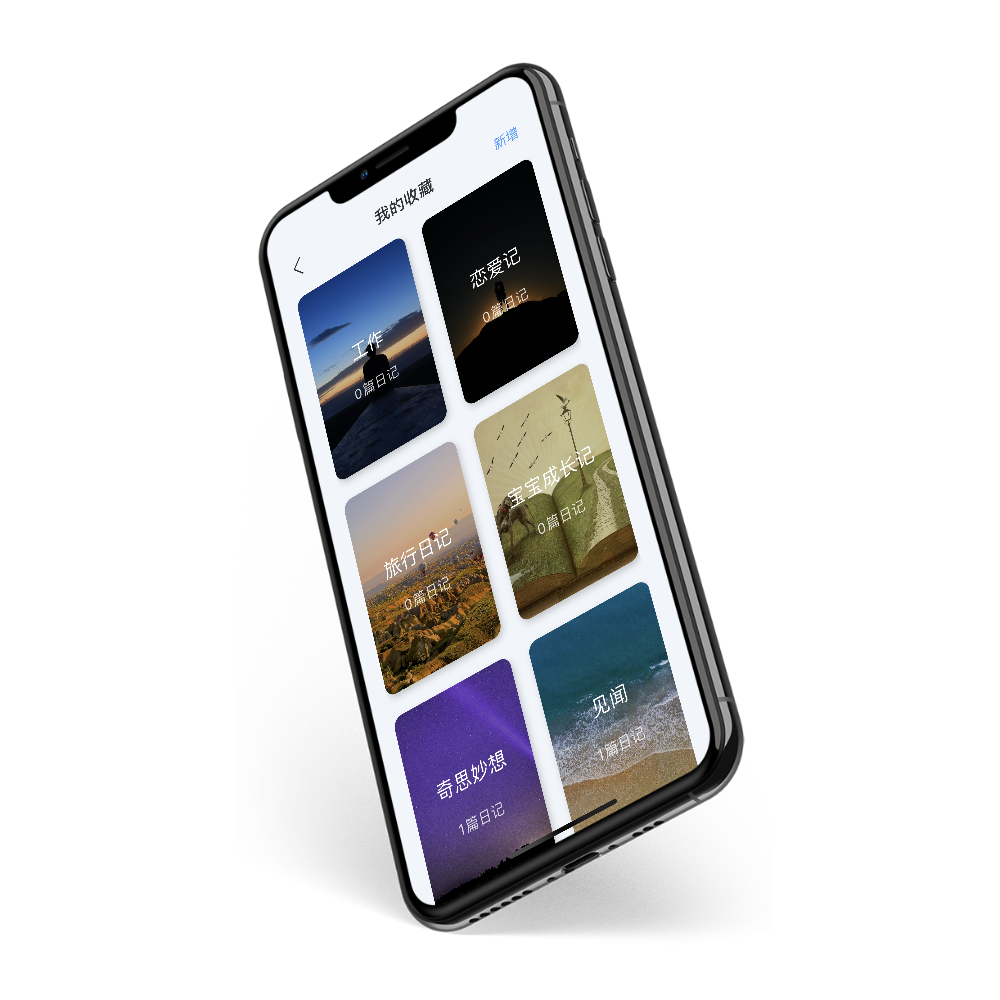 新增
我的收藏
工作
0篇日记
恋爱记
0篇日记
旅行日记
0篇日记
宝宝成长记
0篇日记
奇思妙想
1篇日记
见闻
1篇日记